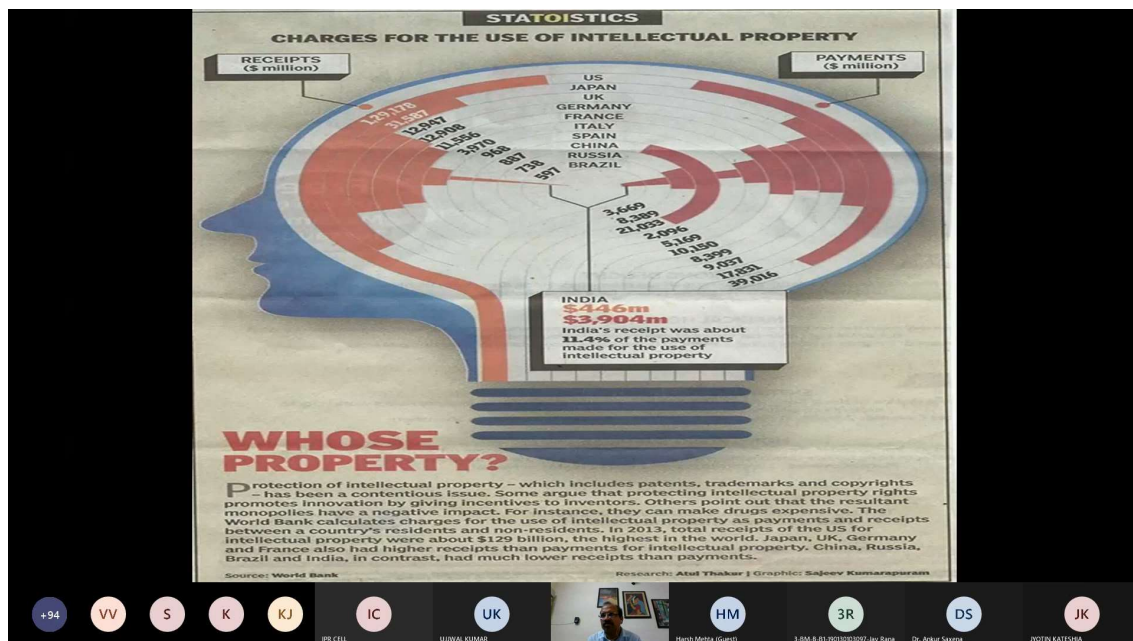 STATOISTICS
CHARGES FOR THE USE OF INTELLECTUAL PROPERTY
RECEIPTS
($ million)
PAYMENTS
($ million)
US
JAPAN
UK
GERMANY
FRANCE
ITALY
SPAIN
CHINA
RUSSIA
BRAZIL
1,29,178
31,587
12,947
12,908
11,556
3,970
968
887
738
597
3,669
8,389
21,033
2,096
5,169
10,150
8,399
9,037
17,831
39,016
INDIA
$446m
$3,904m
India's receipt was about
11.4% of the payments
made for the use of
intellectual property
WHOSE
PROPERTY?
Protection of intellectual property – which includes patents, trademarks and copyrights
– has been a contentious issue. Some argue that protecting intellectual property rights
promotes innovation by giving incentives to inventors. Others point out that the resultant
monopolies have a negative impact. For instance, they can make drugs expensive. The
World Bank calculates charges for the use of intellectual property as payments and receipts
between a country's residents and non-residents. In 2013, total receipts of the US for
intellectual property were about $129 billion, the highest in the world. Japan, UK, Germany
and France also had higher receipts than payments for intellectual property. China, Russia,
Brazil and India, in contrast, had much lower receipts than payments.
Source: World Bank
Research: Atul Thakur | Graphic: Sajeev Kumarapuram
+94
VV
S
K
KJ
IC
UK
HM
3R
DS
JK
IPR CELL
UJJWAL KUMAR
Harsh Mehta (Guest)
3-BM-B-B1-190130103097-Jay Rana
Dr. Ankur Saxena
JYOTIN KATESHIA